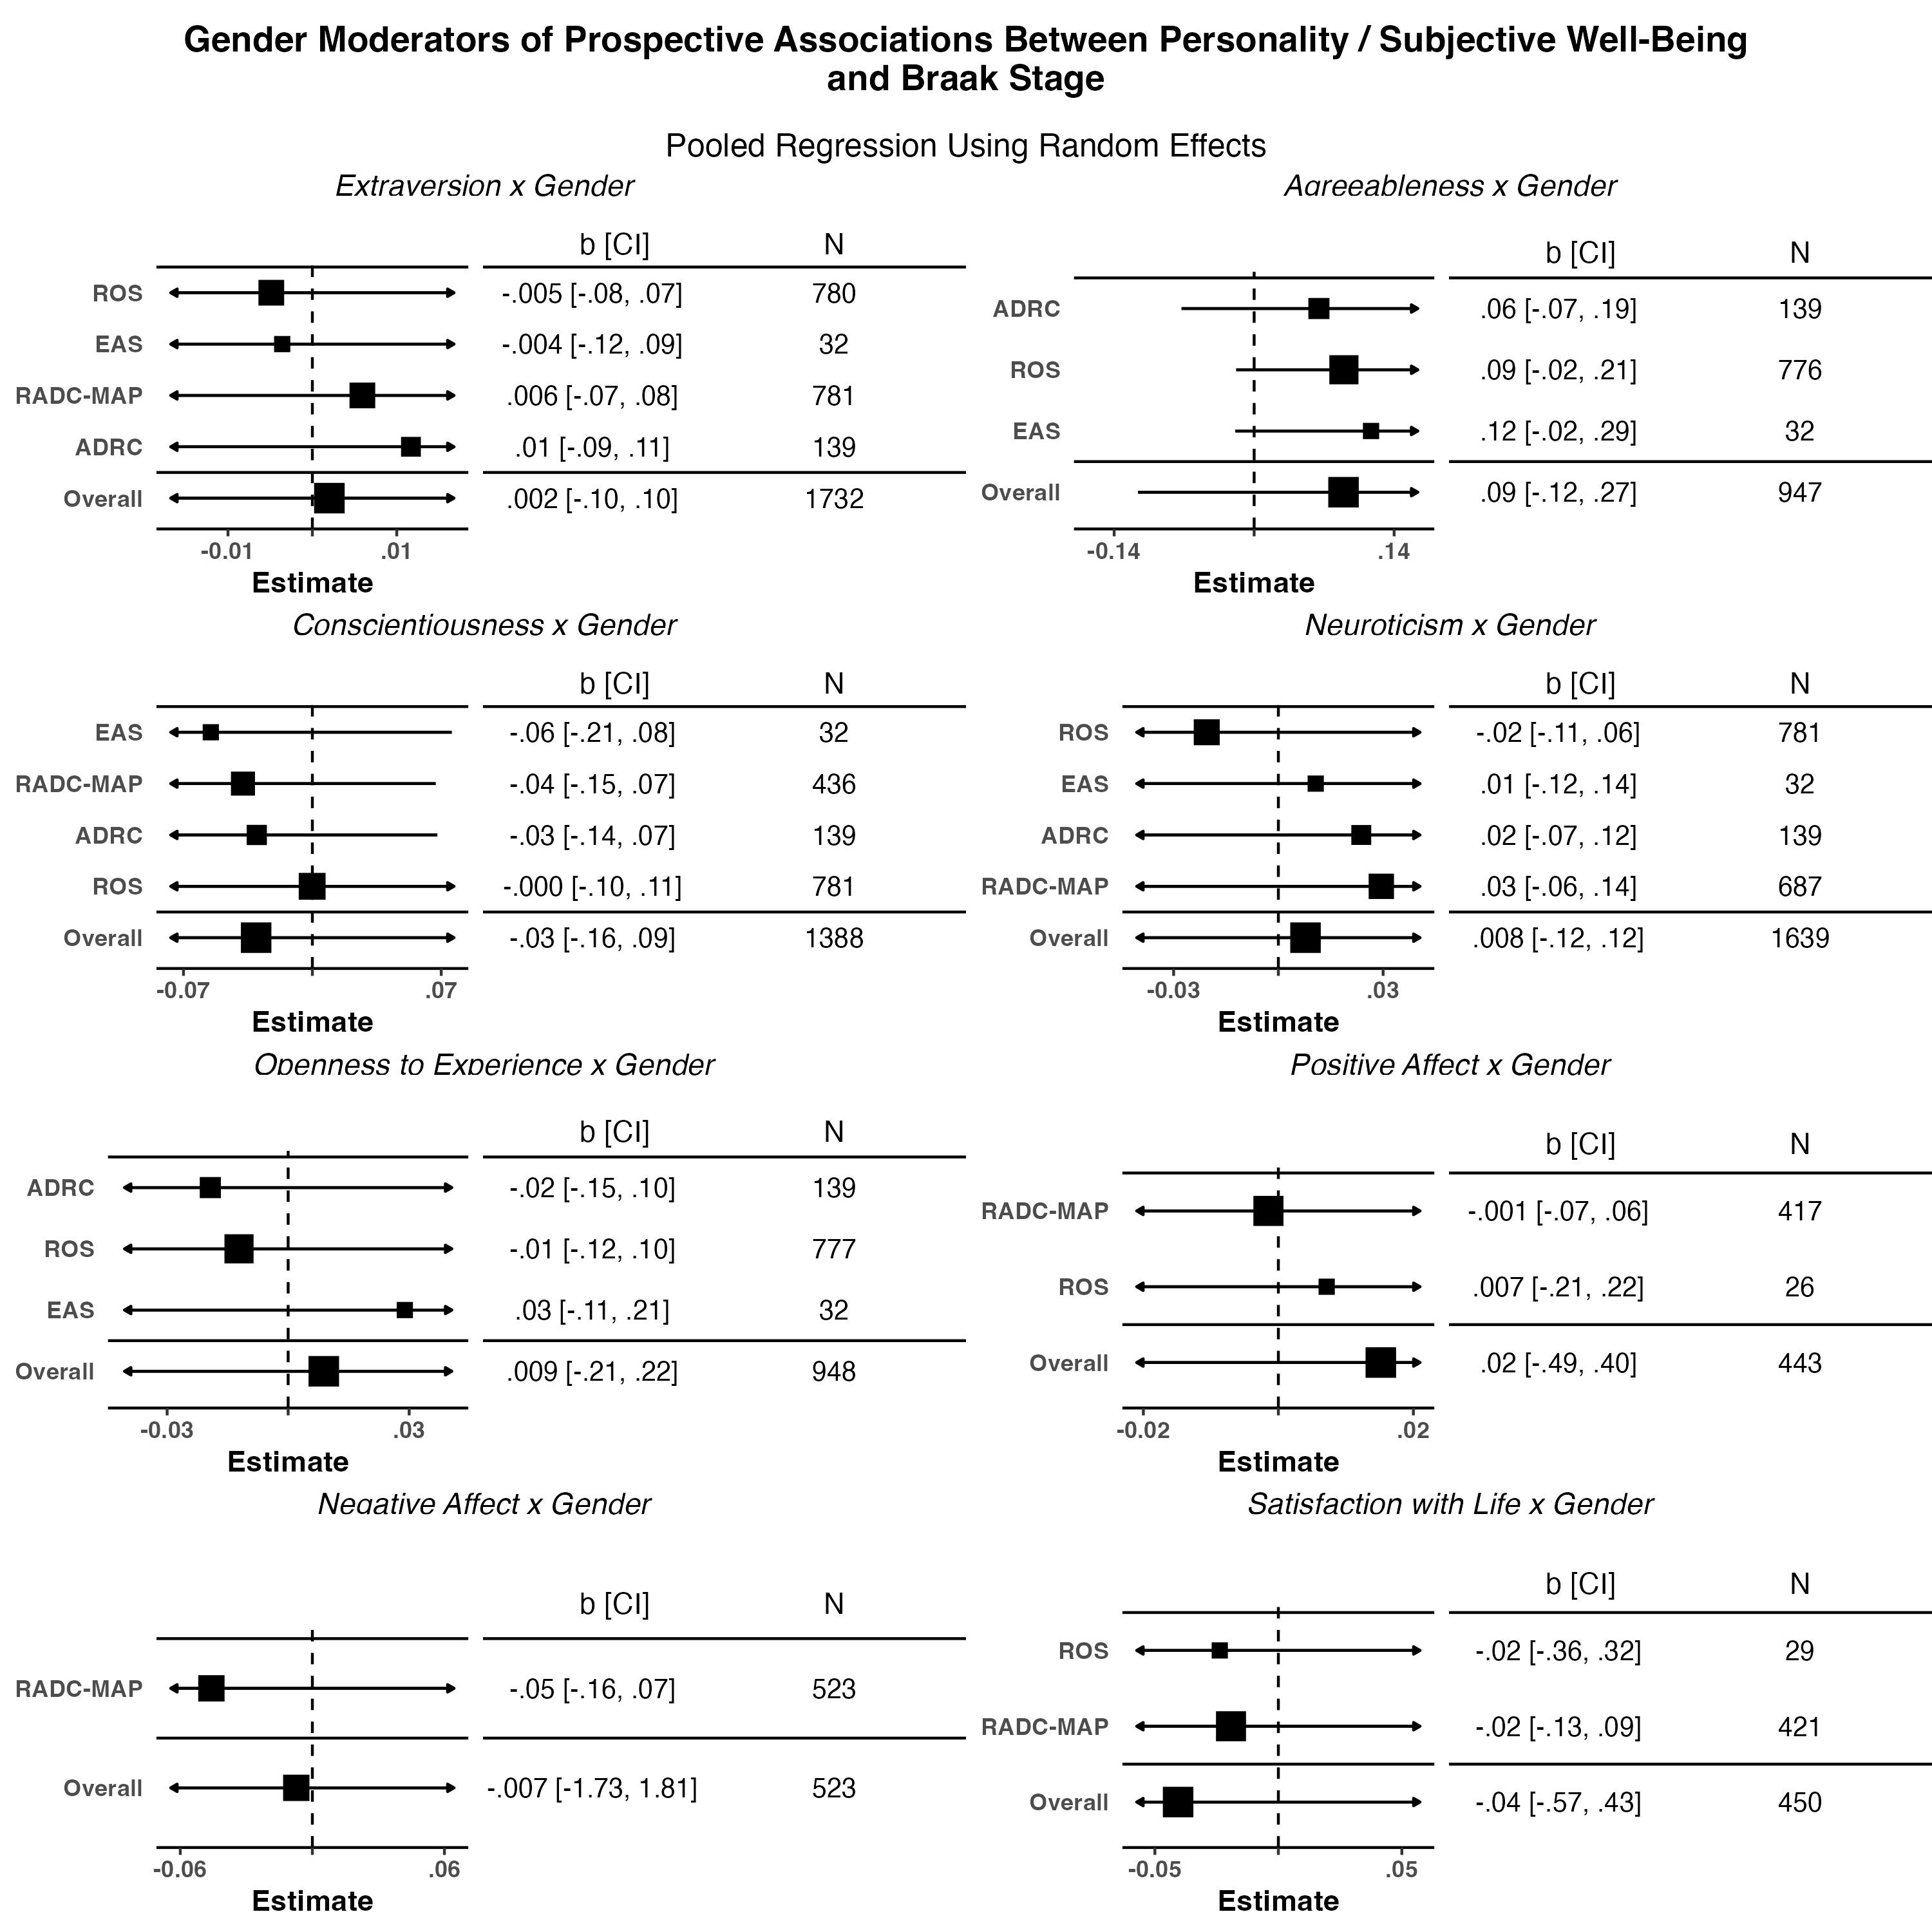 Gender Moderators of Prospective Associations Between Personality / Subjective Well-Being
and Braak Stage
Pooled Regression Using Random Effects
Extraversion x Gender
b [CI] N
ROS -.005 [-.08, .07] 780
EAS -.004 [-.12, .09] 32
RADC-MAP .006 [-.07, .08] 781
ADRC .01 [-.09, .11] 139
Overall .002 [-.10, .10] 1732
-0.01 .01
Estimate
Agreeableness x Gender
b [CI] N
ADRC .06 [-.07, .19] 139
ROS .09 [-.02, .21] 776
EAS .12 [-.02, .29] 32
Overall .09 [-.12, .27] 947
-0.14 .14
Estimate
Conscientiousness x Gender
b [CI] N
EAS -.06 [-.21, .08] 32
RADC-MAP -.04 [-.15, .07] 436
ADRC -.03 [-.14, .07] 139
ROS -.000 [-.10, .11] 781
Overall -.03 [-.16, .09] 1388
-0.07 .07
Estimate
Neuroticism x Gender
b [CI] N
ROS -.02 [-.11, .06] 781
EAS .01 [-.12, .14] 32
ADRC .02 [-.07, .12] 139
RADC-MAP .03 [-.06, .14] 687
Overall .008 [-.12, .12] 1639
-0.03 .03
Estimate
Openness to Experience x Gender
b [CI] N
ADRC -.02 [-.15, .10] 139
ROS -.01 [-.12, .10] 777
EAS .03 [-.11, .21] 32
Overall .009 [-.21, .22] 948
-0.03 .03
Estimate
Positive Affect x Gender
b [CI] N
RADC-MAP -.001 [-.07, .06] 417
ROS .007 [-.21, .22] 26
Overall .02 [-.49, .40] 443
-0.02 .02
Estimate
Negative Affect x Gender
b [CI] N
RADC-MAP -.05 [-.16, .07] 523
Overall -.007 [-1.73, 1.81] 523
-0.06 .06
Estimate
Satisfaction with Life x Gender
b [CI] N
ROS -.02 [-.36, .32] 29
RADC-MAP -.02 [-.13, .09] 421
Overall -.04 [-.57, .43] 450
-0.05 .05
Estimate